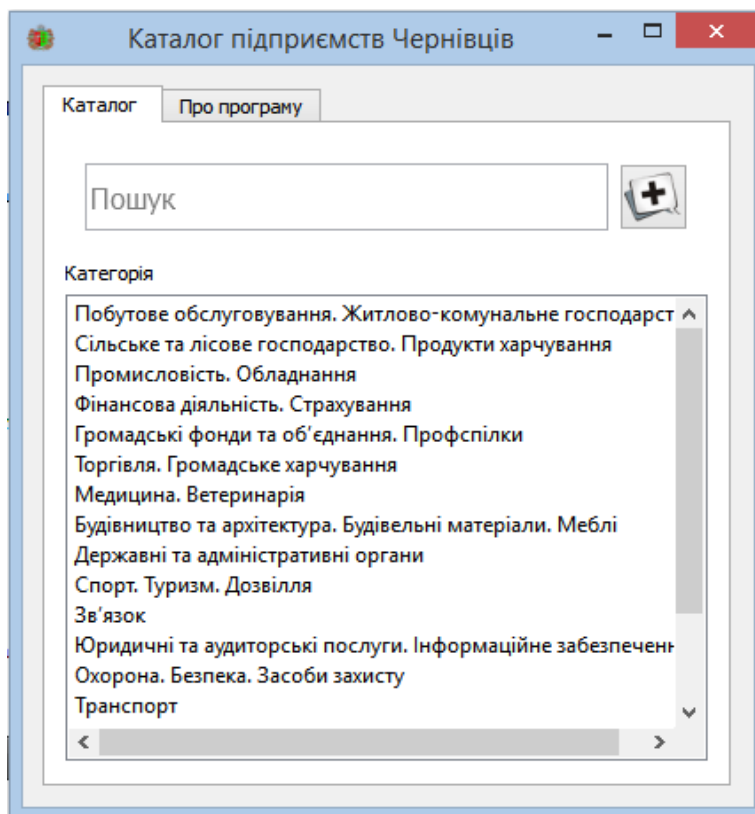 Каталог підприємств Чернівців
Каталог
Про програму
Пошук
Категорія
Побутове обслуговування. Житлово-комунальне господарст
Сільське та лісове господарство. Продукти харчування
Промисловість. Обладнання
Фінансова діяльність. Страхування
Громадські фонди та об’єднання. Профспілки
Торгівля. Громадське харчування
Медицина. Ветеринарія
Будівництво та архітектура. Будівельні матеріали. Меблі
Державні та адміністративні органи
Спорт. Туризм. Дозвілля
Зв’язок
Юридичні та аудиторські послуги. Інформаційне забезпечен
Охорона. Безпека. Засоби захисту
Транспорт